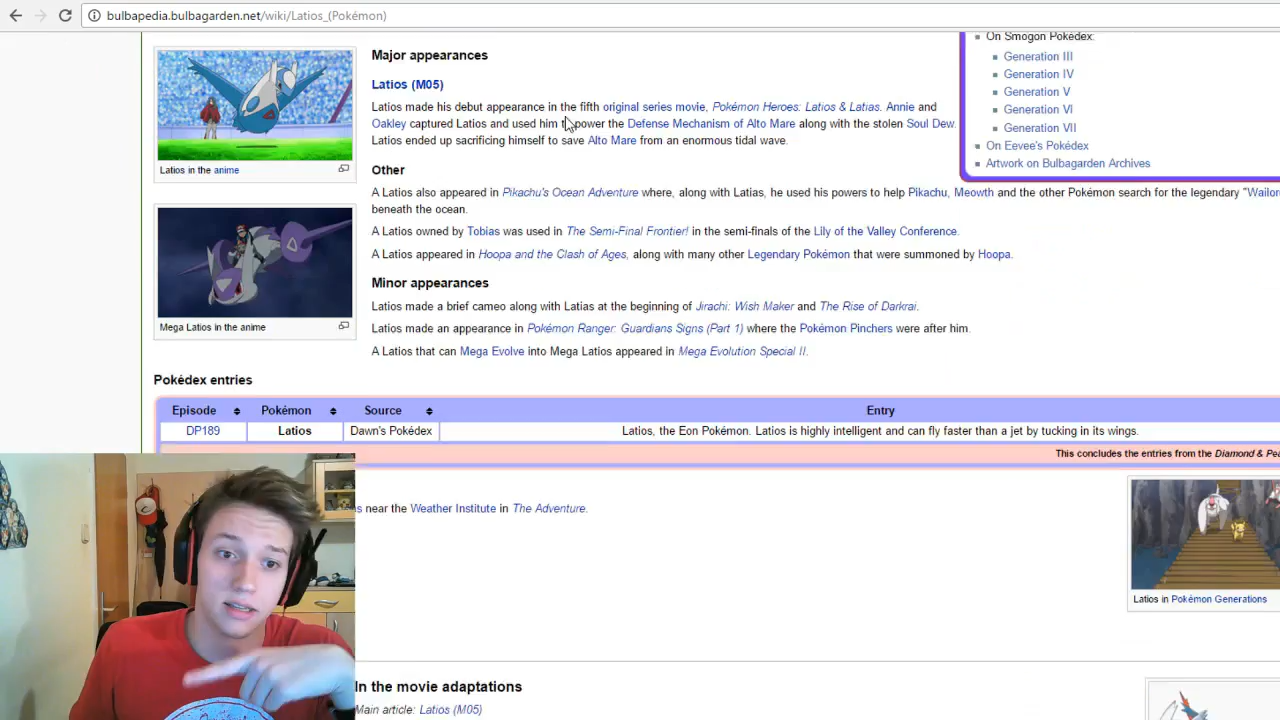 bulbapedia.bulbagarden.net/wiki/Latios_(Pokémon)
Major appearances
Latios (M05)
Latios made his debut appearance in the fifth original series movie, Pokémon Heroes: Latios & Latias. Annie and
Oakley captured Latios and used him to power the Defense Mechanism of Alto Mare along with the stolen Soul Dew.
Latios ended up sacrificing himself to save Alto Mare from an enormous tidal wave.
Other
A Latios also appeared in Pikachu's Ocean Adventure where, along with Latias, he used his powers to help Pikachu, Meowth and the other Pokémon search for the legendary "Wailor
beneath the ocean.
A Latios owned by Tobias was used in The Semi-Final Frontier! in the semi-finals of the Lily of the Valley Conference.
A Latios appeared in Hoopa and the Clash of Ages, along with many other Legendary Pokémon that were summoned by Hoopa.
Minor appearances
Latios made a brief cameo along with Latias at the beginning of Jirachi: Wish Maker and The Rise of Darkrai.
Latios made an appearance in Pokémon Ranger: Guardians Signs (Part 1) where the Pokémon Pinchers were after him.
A Latios that can Mega Evolve into Mega Latios appeared in Mega Evolution Special II.
Latios in the anime
Mega Latios in the anime
On Smogon Pokédex:
Generation III
Generation IV
Generation V
Generation VI
Generation VII
On Eevee's Pokédex
Artwork on Bulbagarden Archives
Pokédex entries
Episode Pokémon Source Entry
DP189 Latios Dawn's Pokédex Latios, the Eon Pokémon. Latios is highly intelligent and can fly faster than a jet by tucking in its wings.
This concludes the entries from the Diamond & Pea
s near the Weather Institute in The Adventure.
Latios in Pokémon Generations
In the movie adaptations
Main article: Latios (M05)